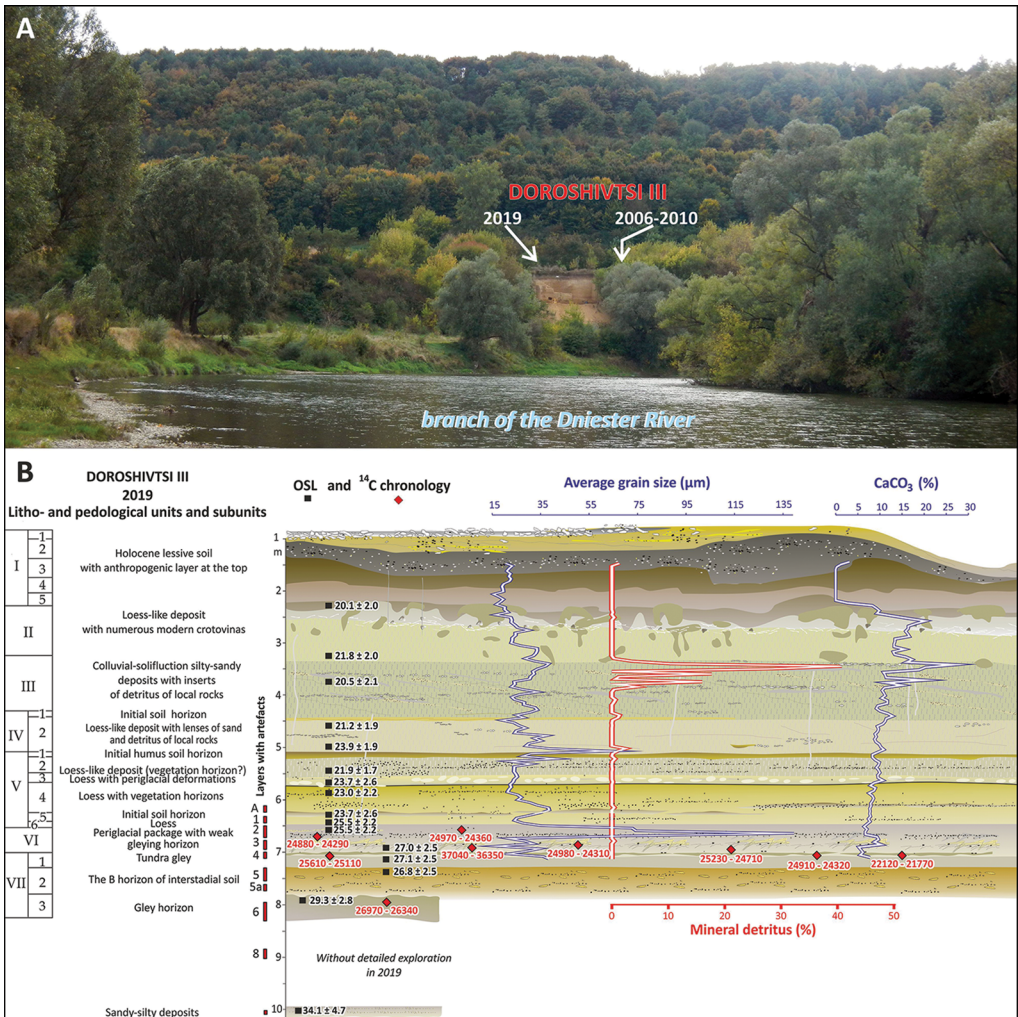 A
DOROSHIVTSI III
2019
2006-2010
branch of the Dniester River
B
DOROSHIVTSI III
2019
Litho- and pedological units and subunits
OSL and 14C chronology
Average grain size (µm)
15 35 55 75 95 115 135
CaCO3 (%)
0 5 10 15 20 25 30
I
1
2
3
4
5
Holocene lessive soil
with anthropogenic layer at the top
II
Loess-like deposit
with numerous modern crotovinas
III
Colluvial-solifluction silty-sandy
deposits with inserts
of detritus of local rocks
IV
1
2
Initial soil horizon
Loess-like deposit with lenses of sand
and detritus of local rocks
V
1
2
3
4
5
6
Initial humus soil horizon
Loess-like deposit (vegetation horizon?)
Loess with periglacial deformations
Loess with vegetation horizons
Initial soil horizon
Loess
VI
Periglacial package with weak
gleying horizon
VII
1
2
3
Tundra gley
The B horizon of interstadial soil
Gley horizon
Sandy-silty deposits
Layers with artefacts
A
1
2
3
4
5
5a
6
8
1
m
2
3
4
5
6
7
8
9
10
20.1 ± 2.0
21.8 ± 2.0
20.5 ± 2.1
21.2 ± 1.9
23.9 ± 1.9
21.9 ± 1.7
23.7 ± 2.6
23.0 ± 2.2
23.7 ± 2.6
25.5 ± 2.2
25.5 ± 2.2
24880 - 24290
24970 - 24360
27.0 ± 2.5
37040 - 36350
24980 - 24310
25230 - 24710
24910 - 24320
22120 -21770
25610 - 25110
27.1 ± 2.5
26.8 ± 2.5
29.3 ± 2.8
26970 - 26340
0 10 20 30 40 50
Mineral detritus (%)
Without detailed exploration
in 2019
34.1 ± 4.7